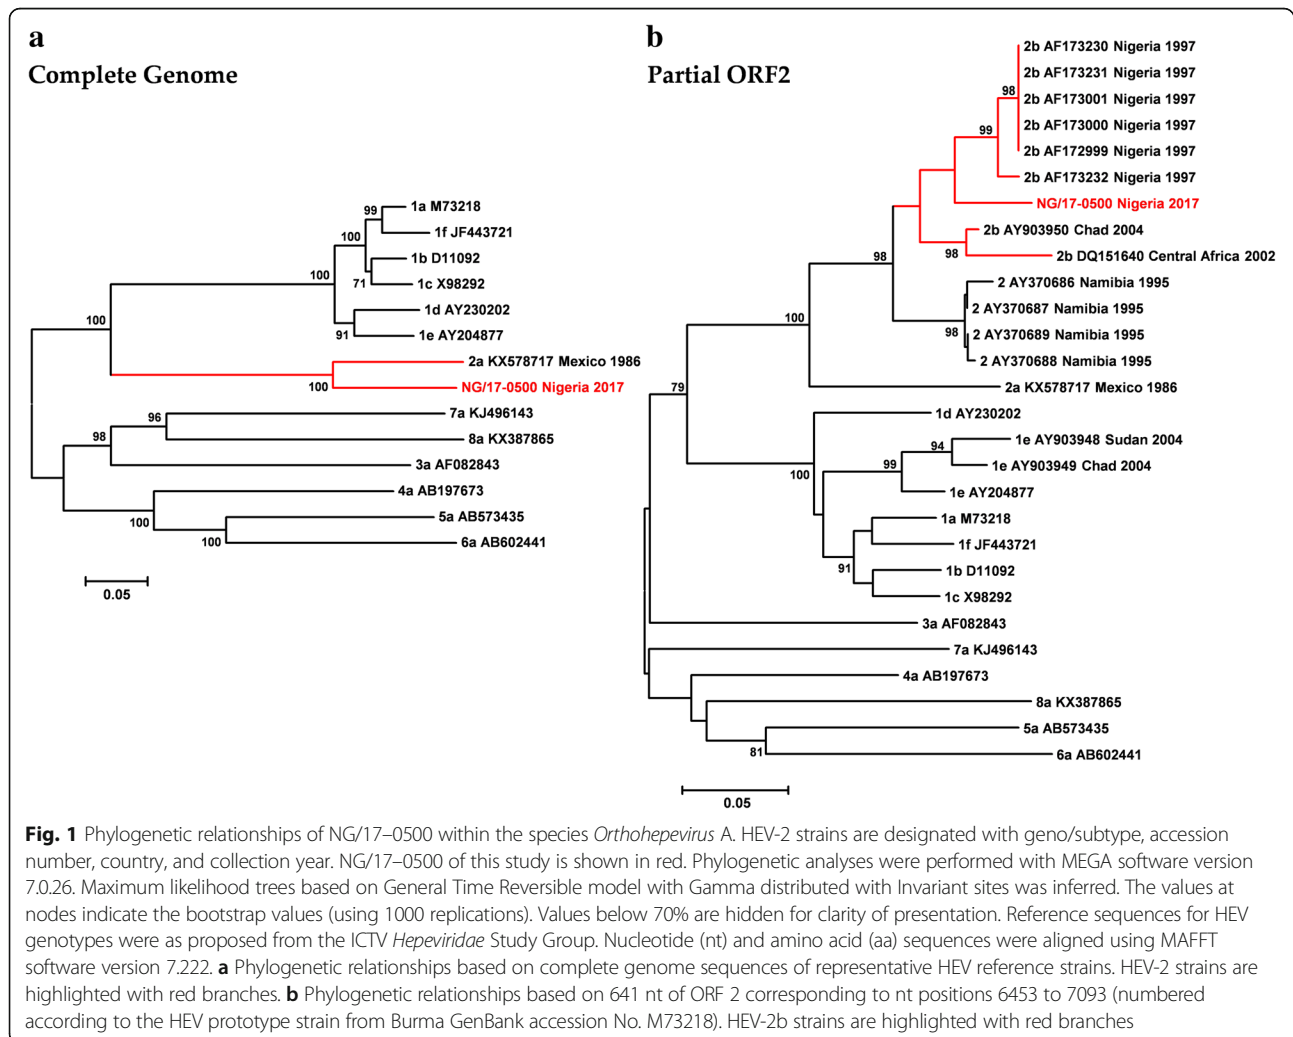 a
Complete Genome
99
1a M73218
1f JF443721
100
1b D11092
71
1c X98292
100
1d AY230202
91
1e AY204877
100
2a KX578717 Mexico 1986
100
NG/17-0500 Nigeria 2017
96
7a KJ496143
98
8a KX387865
3a AF082843
4a AB197673
100
5a AB573435
100
6a AB602441
0.05
b
Partial ORF2
2b AF173230 Nigeria 1997
2b AF173231 Nigeria 1997
98
2b AF173001 Nigeria 1997
2b AF173000 Nigeria 1997
99
2b AF172999 Nigeria 1997
2b AF173232 Nigeria 1997
NG/17-0500 Nigeria 2017
2b AY903950 Chad 2004
98
2b DQ151640 Central Africa 2002
98
2 AY370686 Namibia 1995
2 AY370687 Namibia 1995
98
2 AY370689 Namibia 1995
2 AY370688 Namibia 1995
100
2a KX578717 Mexico 1986
79
1d AY230202
94
1e AY903948 Sudan 2004
99
1e AY903949 Chad 2004
100
1e AY204877
1a M73218
1f JF443721
91
1b D11092
1c X98292
3a AF082843
7a KJ496143
4a AB197673
8a KX387865
5a AB573435
81
6a AB602441
0.05
Fig. 1 Phylogenetic relationships of NG/17–0500 within the species Orthohepevirus A. HEV-2 strains are designated with geno/subtype, accession
number, country, and collection year. NG/17–0500 of this study is shown in red. Phylogenetic analyses were performed with MEGA software version
7.0.26. Maximum likelihood trees based on General Time Reversible model with Gamma distributed with Invariant sites was inferred. The values at
nodes indicate the bootstrap values (using 1000 replications). Values below 70% are hidden for clarity of presentation. Reference sequences for HEV
genotypes were as proposed from the ICTV Hepeviridae Study Group. Nucleotide (nt) and amino acid (aa) sequences were aligned using MAFFT
software version 7.222. a Phylogenetic relationships based on complete genome sequences of representative HEV reference strains. HEV-2 strains are
highlighted with red branches. b Phylogenetic relationships based on 641 nt of ORF 2 corresponding to nt positions 6453 to 7093 (numbered
according to the HEV prototype strain from Burma GenBank accession No. M73218). HEV-2b strains are highlighted with red branches